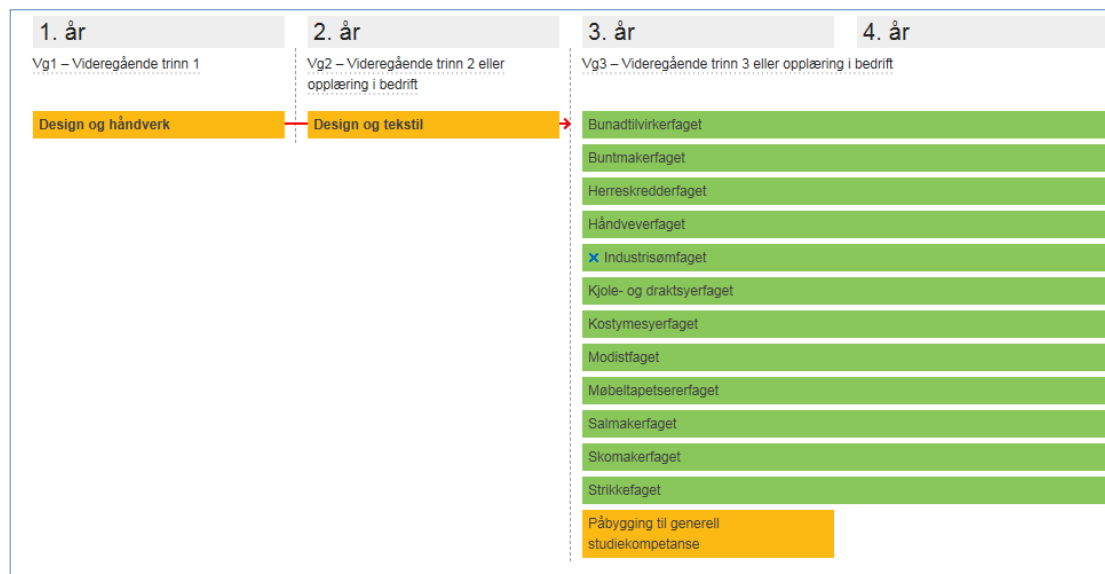 1. år
2. år
3. år
4. år
Vg1 – Videregående trinn 1
Vg2 – Videregående trinn 2 eller
opplæring i bedrift
Vg3 – Videregående trinn 3 eller opplæring i bedrift
Design og håndverk
Design og tekstil
Bunadtilvirkerfaget
Buntmakerfaget
Herreskredderfaget
Håndveverfaget
Industrisømfaget
Kjole- og draktsyerfaget
Kostymesyerfaget
Modistfaget
Møbeltapetsererfaget
Salmakerfaget
Skomakerfaget
Strikkefaget
Påbygging til generell
studiekompetanse